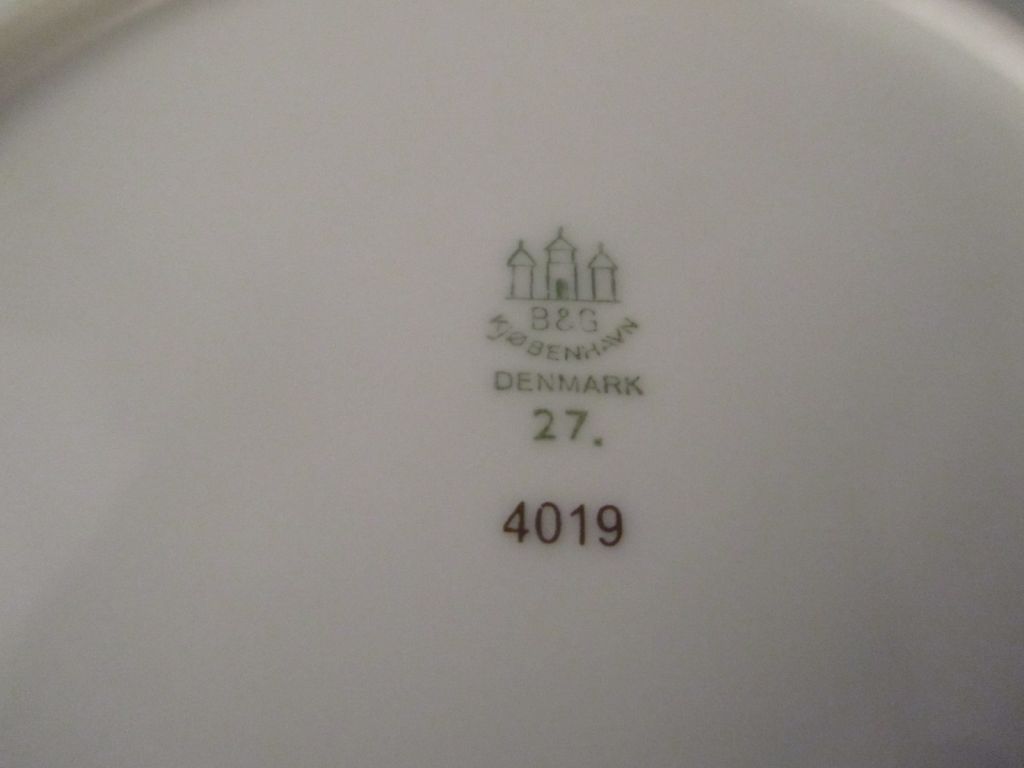 B&G
KJØBENHAVN
DENMARK
27.
4019